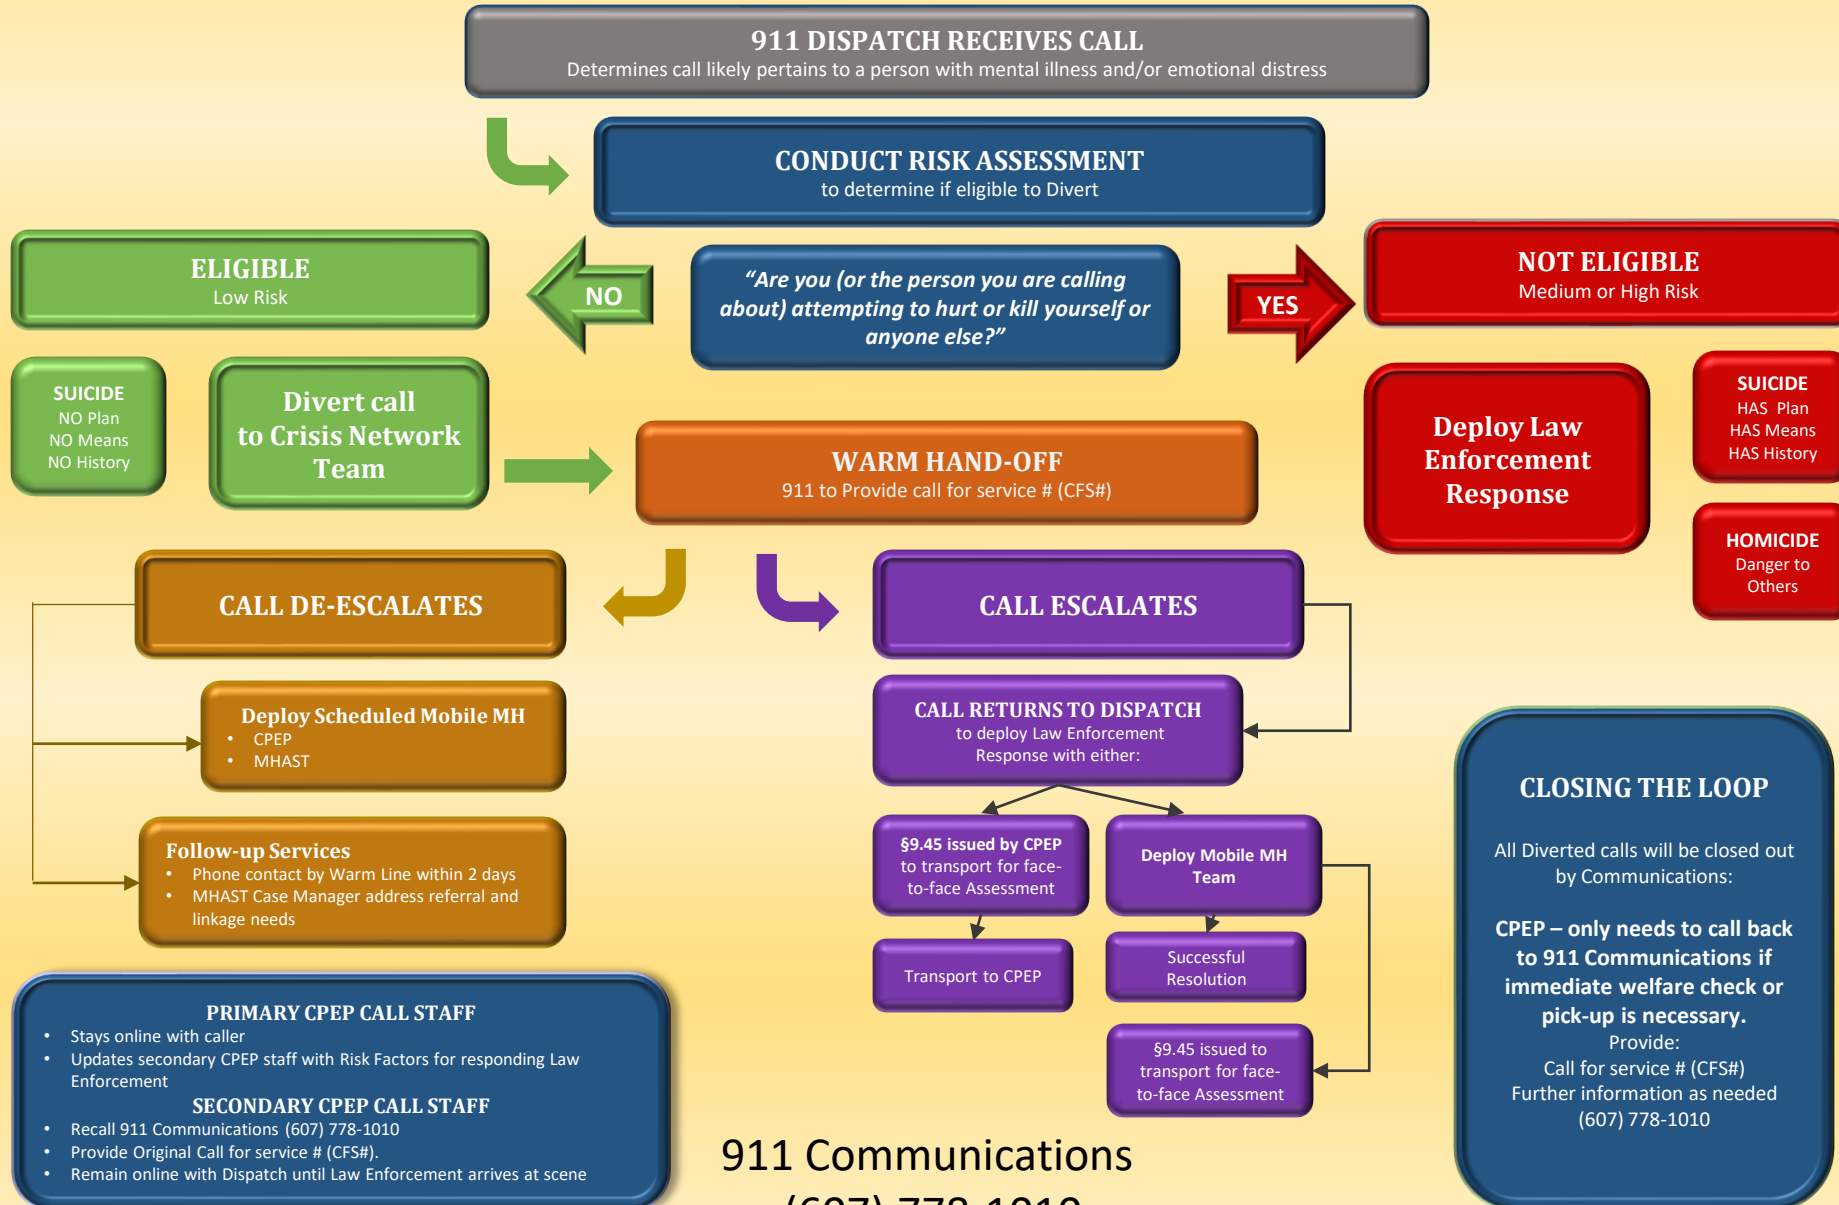 911 DISPATCH RECEIVES CALL
Determines call likely pertains to a person with mental illness and/or emotional distress
CONDUCT RISK ASSESSMENT
to determine if eligible to Divert
ELIGIBLE
Low Risk
NO
“Are you (or the person you are calling
about) attempting to hurt or kill yourself or
anyone else?”
YES
NOT ELIGIBLE
Medium or High Risk
SUICIDE
NO Plan
NO Means
NO History
Divert call
to Crisis Network
Team
WARM HAND-OFF
911 to Provide call for service # (CFS#)
Deploy Law
Enforcement
Response
SUICIDE
HAS Plan
HAS Means
HAS History
HOMICIDE
Danger to
Others
CALL DE-ESCALATES
Deploy Scheduled Mobile MH
• CPEP
• MHAST
Follow-up Services
• Phone contact by Warm Line within 2 days
• MHAST Case Manager address referral and
linkage needs
CALL ESCALATES
CALL RETURNS TO DISPATCH
to deploy Law Enforcement
Response with either:
§9.45 issued by CPEP
to transport for face-
to-face Assessment
Transport to CPEP
Deploy Mobile MH
Team
Successful
Resolution
§9.45 issued to
transport for face-
to-face Assessment
CLOSING THE LOOP
All Diverted calls will be closed out
by Communications:
CPEP – only needs to call back
to 911 Communications if
immediate welfare check or
pick-up is necessary.
Provide:
Call for service # (CFS#)
Further information as needed
(607) 778-1010
PRIMARY CPEP CALL STAFF
• Stays online with caller
• Updates secondary CPEP staff with Risk Factors for responding Law
Enforcement
SECONDARY CPEP CALL STAFF
• Recall 911 Communications (607) 778-1010
• Provide Original Call for service # (CFS#).
• Remain online with Dispatch until Law Enforcement arrives at scene
911 Communications
(607) 778-1010